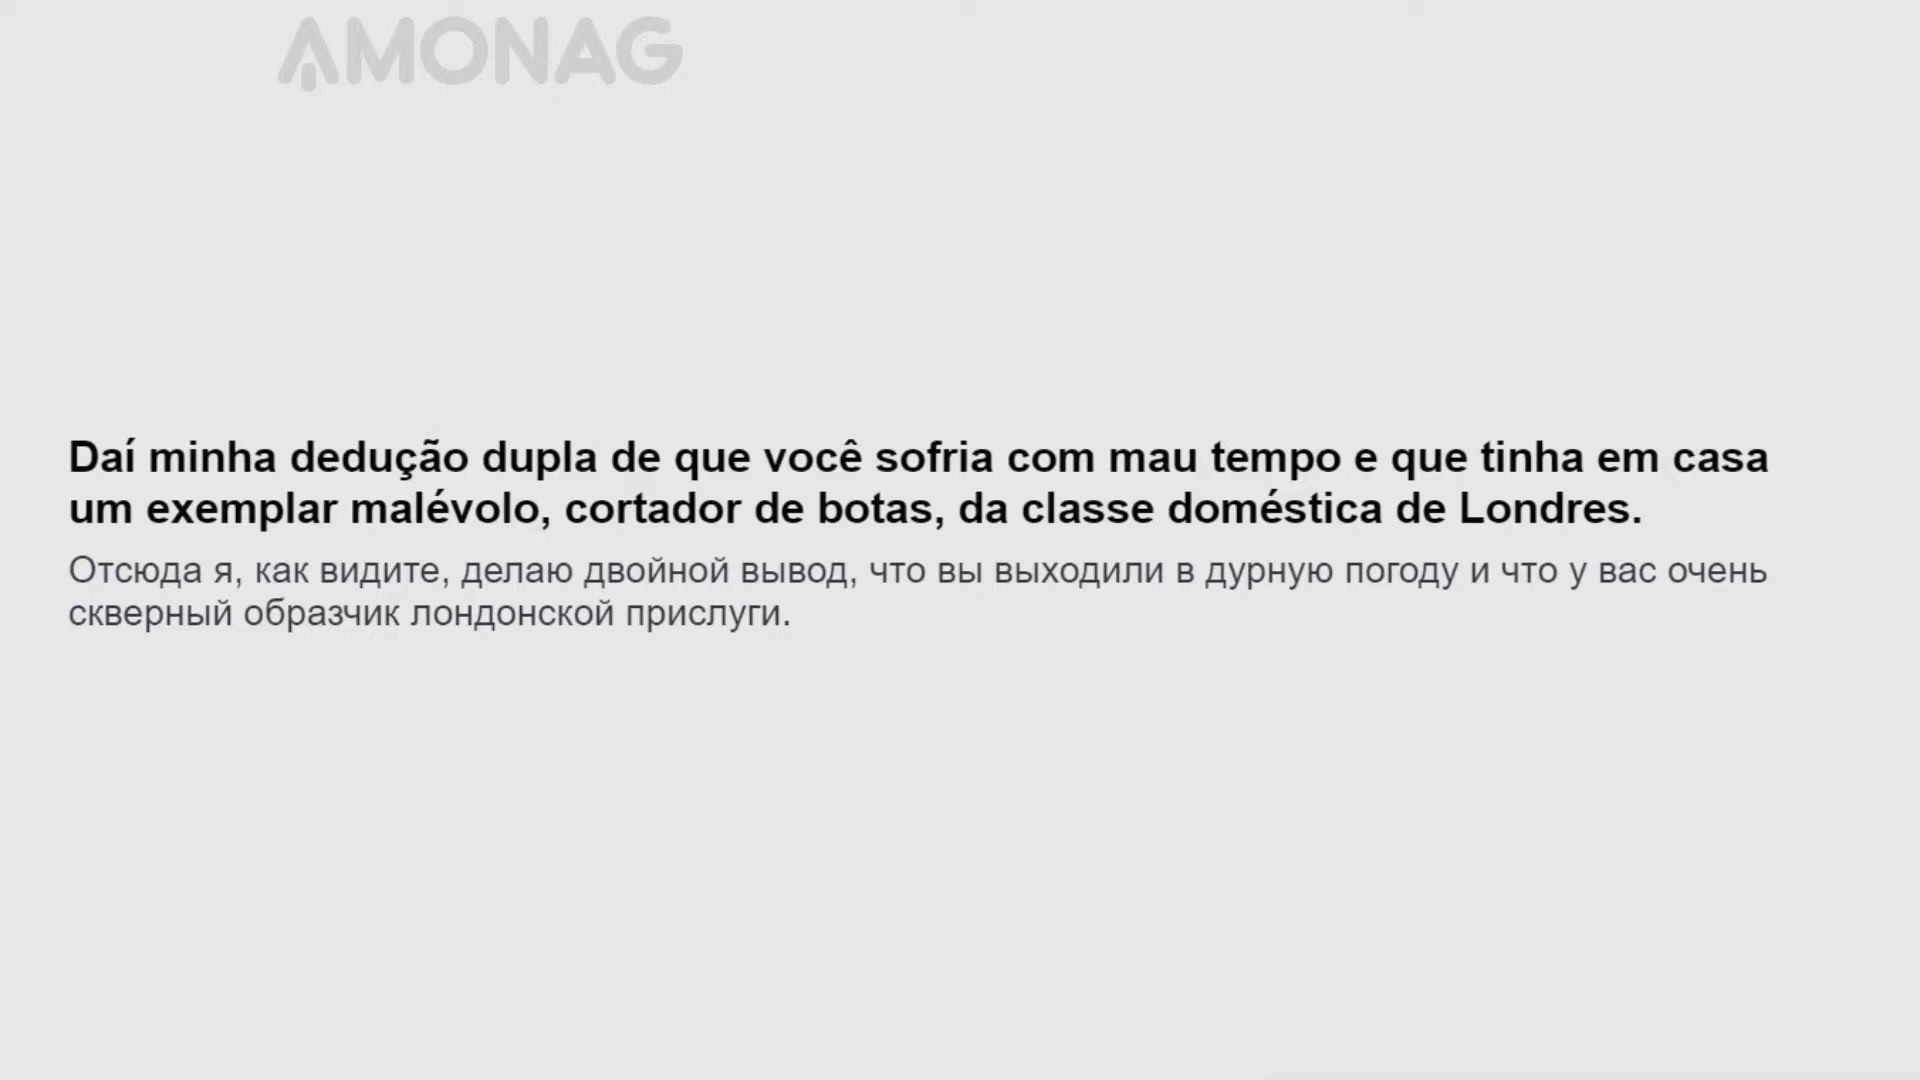 AMONAG
Daí minha dedução dupla de que você sofria com mau tempo e que tinha em casa
um exemplar malévolo, cortador de botas, da classe doméstica de Londres.
Отсюда я, как видите, делаю двойной вывод, что вы выходили в дурную погоду и что у вас очень
скверный образчик лондонской прислуги.